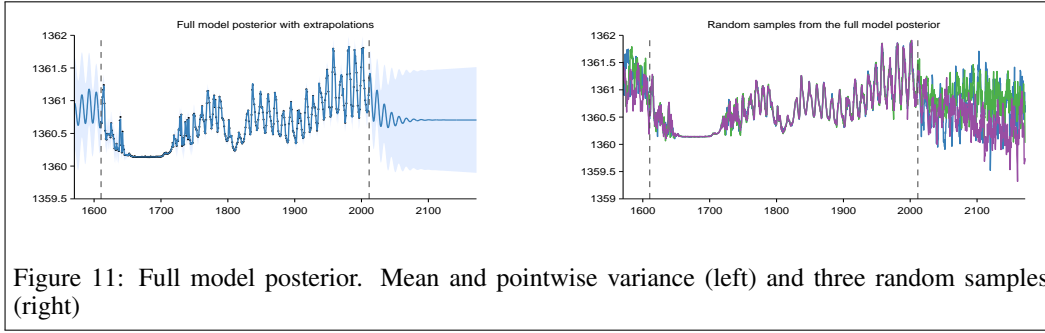 Full model posterior with extrapolations
1362
1361.5
1361
1360.5
1360
1359.5
1600 1700 1800 1900 2000 2100
Random samples from the full model posterior
1362
1361.5
1361
1360.5
1360
1359.5
1359
1600 1700 1800 1900 2000 2100
Figure 11: Full model posterior. Mean and pointwise variance (left) and three random samples
(right)